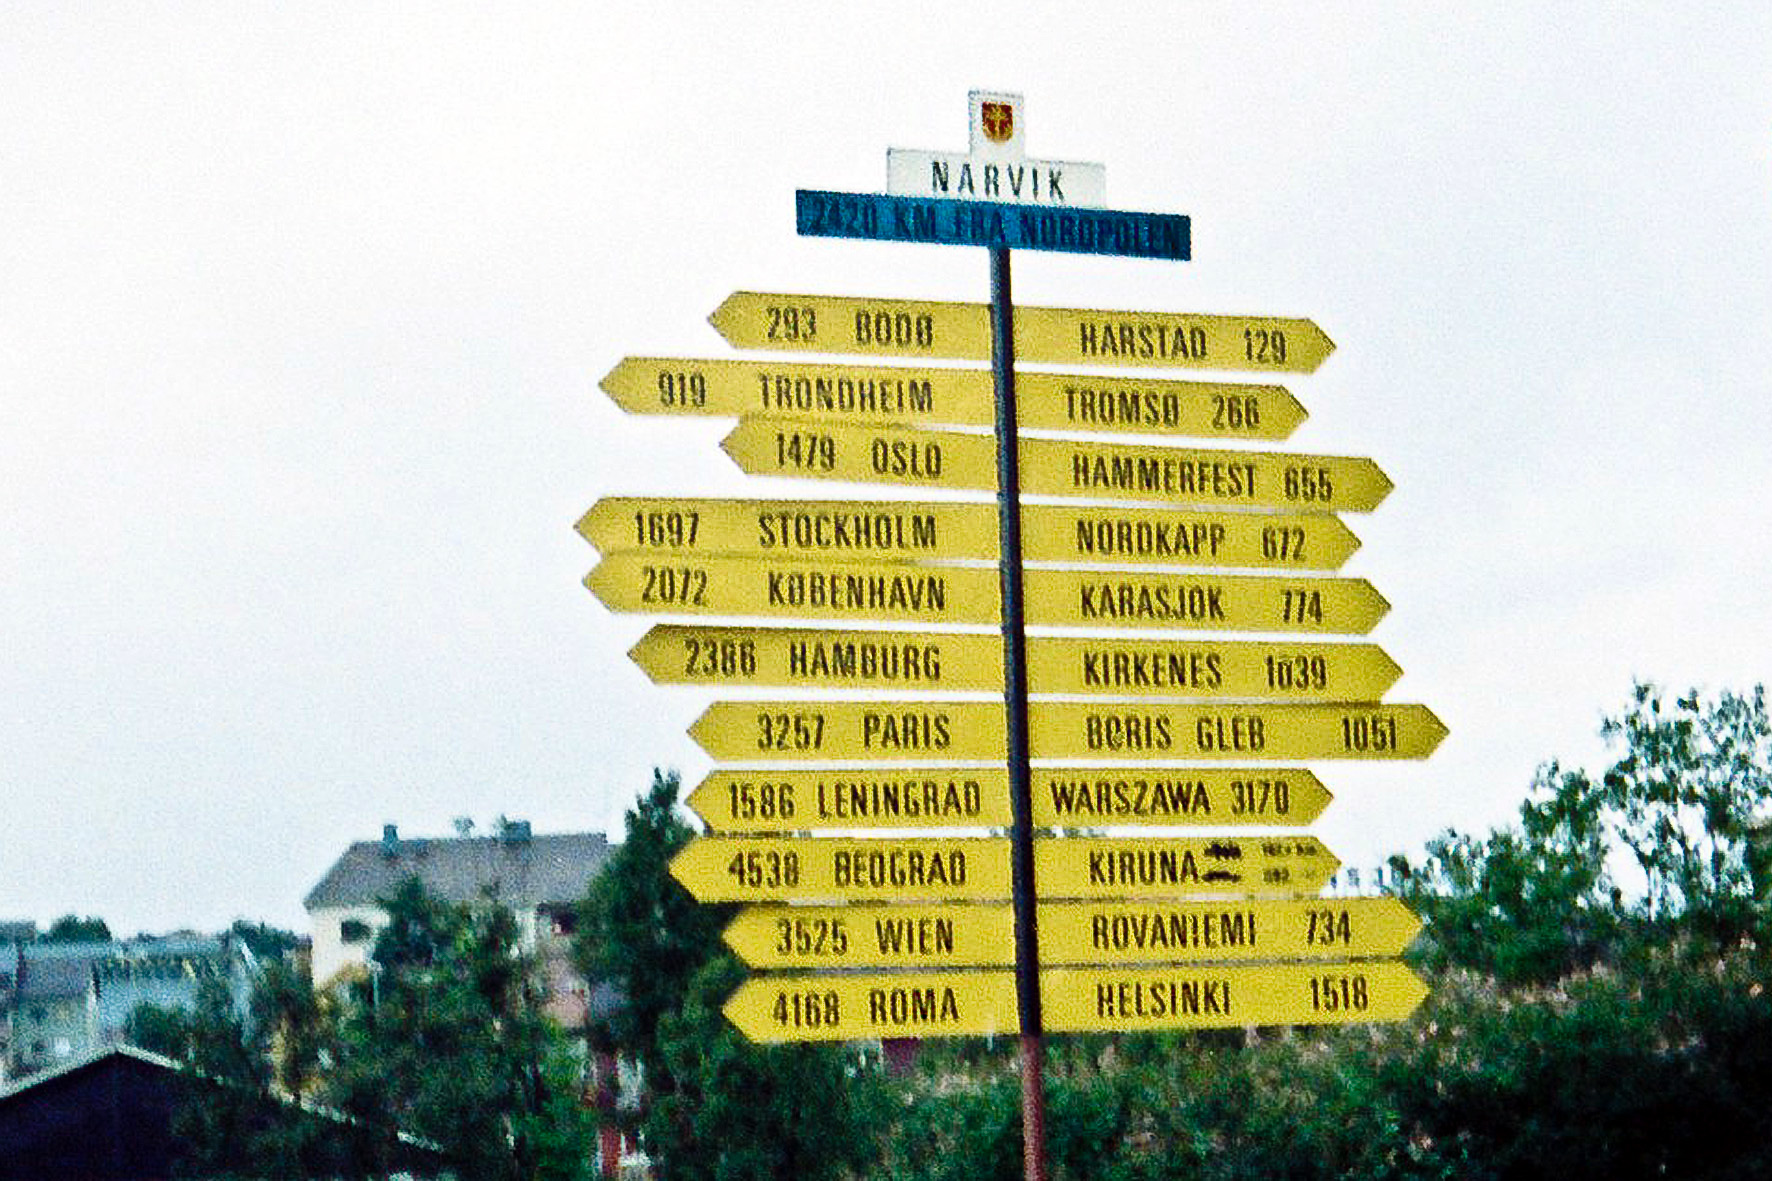 NARVIK
2420 KM FRA NORDPOLEN
293 BODØ
HARSTAD 129
919 TRONDHEIM
TROMSØ 266
1479 OSLO
HAMMERFEST 655
1697 STOCKHOLM
NORDKAPP 672
2072 KØBENHAVN
KARASJOK 774
2386 HAMBURG
KIRKENES 1039
3257 PARIS
BORIS GLEB 1051
1586 LENINGRAD
WARSZAWA 3170
4538 BEOGRAD
KIRUNA
3525 WIEN
ROVANIEMI 734
4168 ROMA
HELSINKI 1518